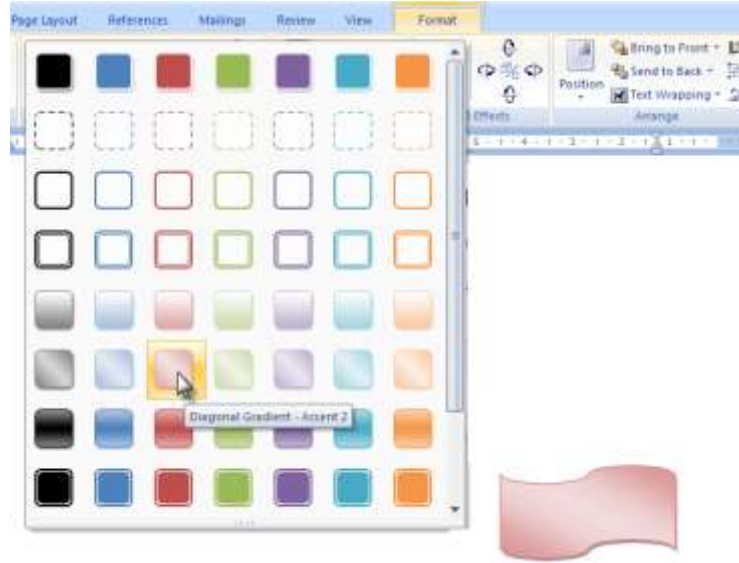 Page Layout References Mailings Review View Format
Bring to Front
Send to Back
Position
Text Wrapping
Effects
Arrange
Diagonal Gradient - Accent 2